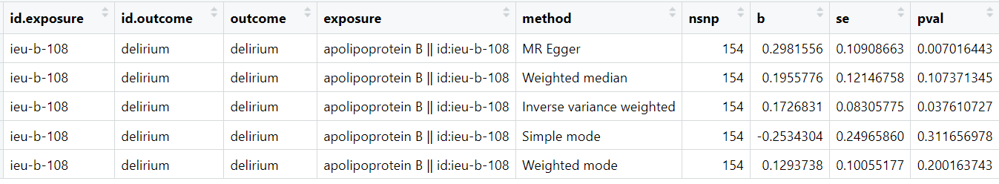 id.exposure id.outcome outcome exposure method nsnp b se pval
ieu-b-108 delirium delirium apolipoprotein B || id:ieu-b-108 MR Egger 154 0.2981556 0.10908663 0.007016443
ieu-b-108 delirium delirium apolipoprotein B || id:ieu-b-108 Weighted median 154 0.1955776 0.12146758 0.107371345
ieu-b-108 delirium delirium apolipoprotein B || id:ieu-b-108 Inverse variance weighted 154 0.1726831 0.08305775 0.037610727
ieu-b-108 delirium delirium apolipoprotein B || id:ieu-b-108 Simple mode 154 -0.2534304 0.24965860 0.311656978
ieu-b-108 delirium delirium apolipoprotein B || id:ieu-b-108 Weighted mode 154 0.1293738 0.10055177 0.200163743